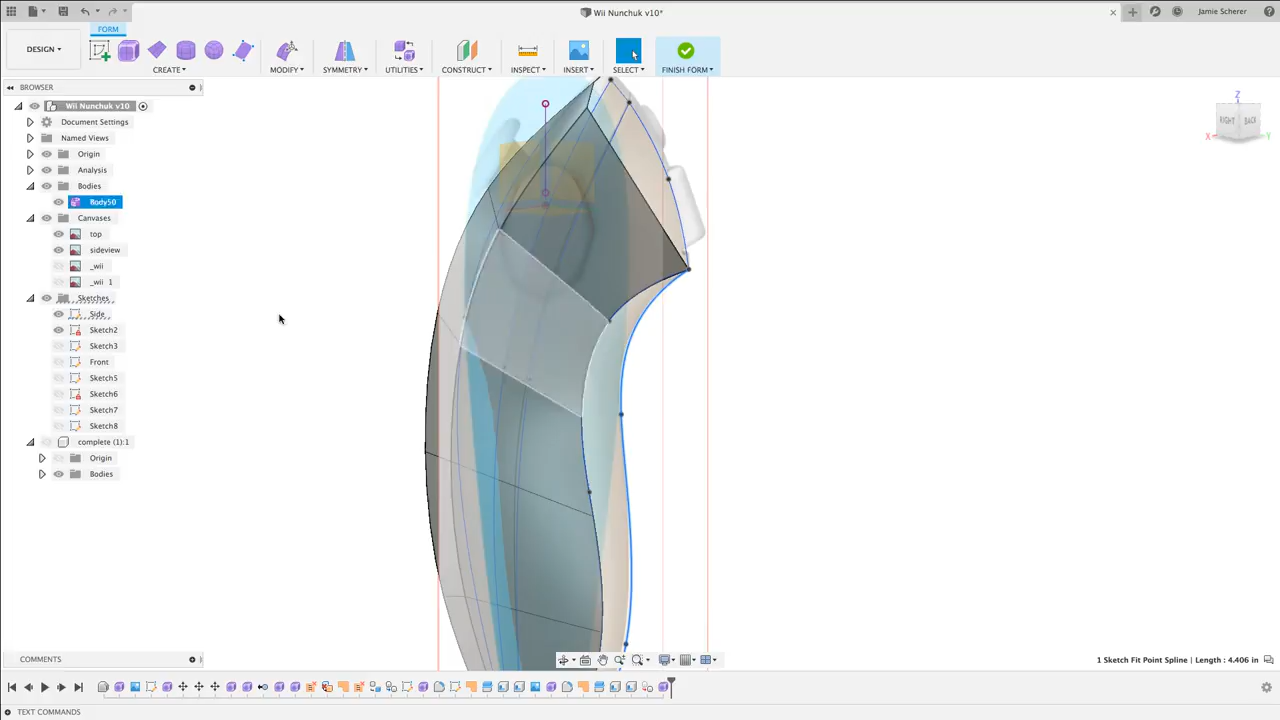 Wii Nunchuk v10*
Jamie Scherer
FORM
DESIGN
CREATE
MODIFY
SYMMETRY
UTILITIES
CONSTRUCT
INSPECT
INSERT
SELECT
FINISH FORM
BROWSER
Wii Nunchuk v10
Document Settings
Named Views
Origin
Analysis
Bodies
Body50
Canvases
top
sideview
_wii
_wii 1
Sketches
Side
Sketch2
Sketch3
Front
Sketch5
Sketch6
Sketch7
Sketch8
complete (1):1
Origin
Bodies
Z
RIGHT BACK
X Y
COMMENTS
1 Sketch Fit Point Spline | Length : 4.406 in
TEXT COMMANDS